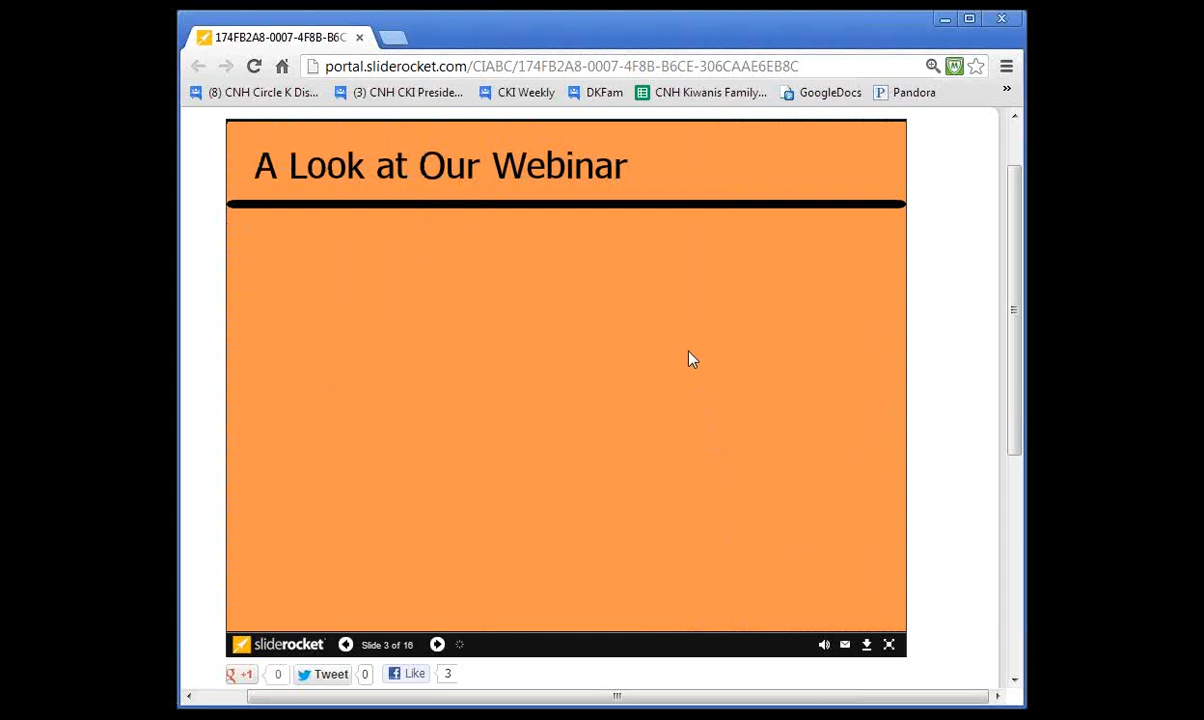 174FB2A8-0007-4F8B-B6C
portal.sliderocket.com/CIABC/174FB2A8-0007-4F8B-B6CE-306CAAE6EB8C
(8) CNH Circle K Dis... (3) CNH CKI Preside... CKI Weekly DKFam CNH Kiwanis Family... GoogleDocs Pandora »
A Look at Our Webinar
sliderocket Slide 3 of 16
+1 0 Tweet 0 Like 3